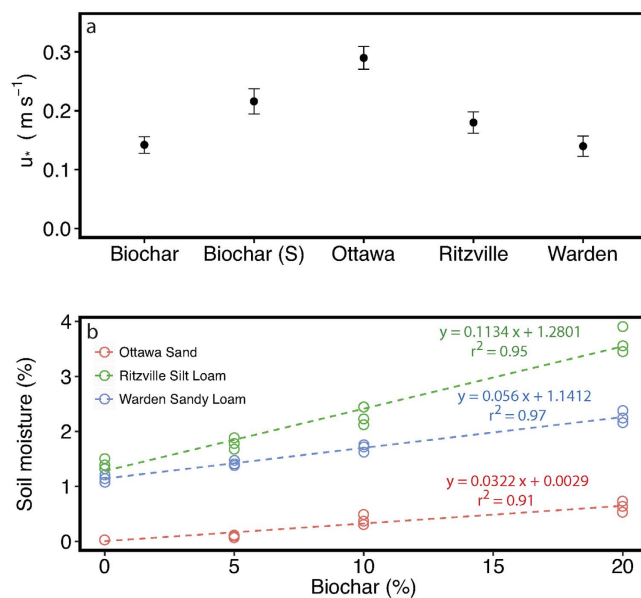 a
0.3
0.2
0.1
0.0
u* ( m s⁻¹)
Biochar Biochar (S) Ottawa Ritzville Warden
b
4
3
2
1
0
Soil moisture (%)
Ottawa Sand
Ritzville Silt Loam
Warden Sandy Loam
y = 0.1134 x + 1.2801
r² = 0.95
y = 0.056 x + 1.1412
r² = 0.97
y = 0.0322 x + 0.0029
r² = 0.91
0 5 10 15 20
Biochar (%)